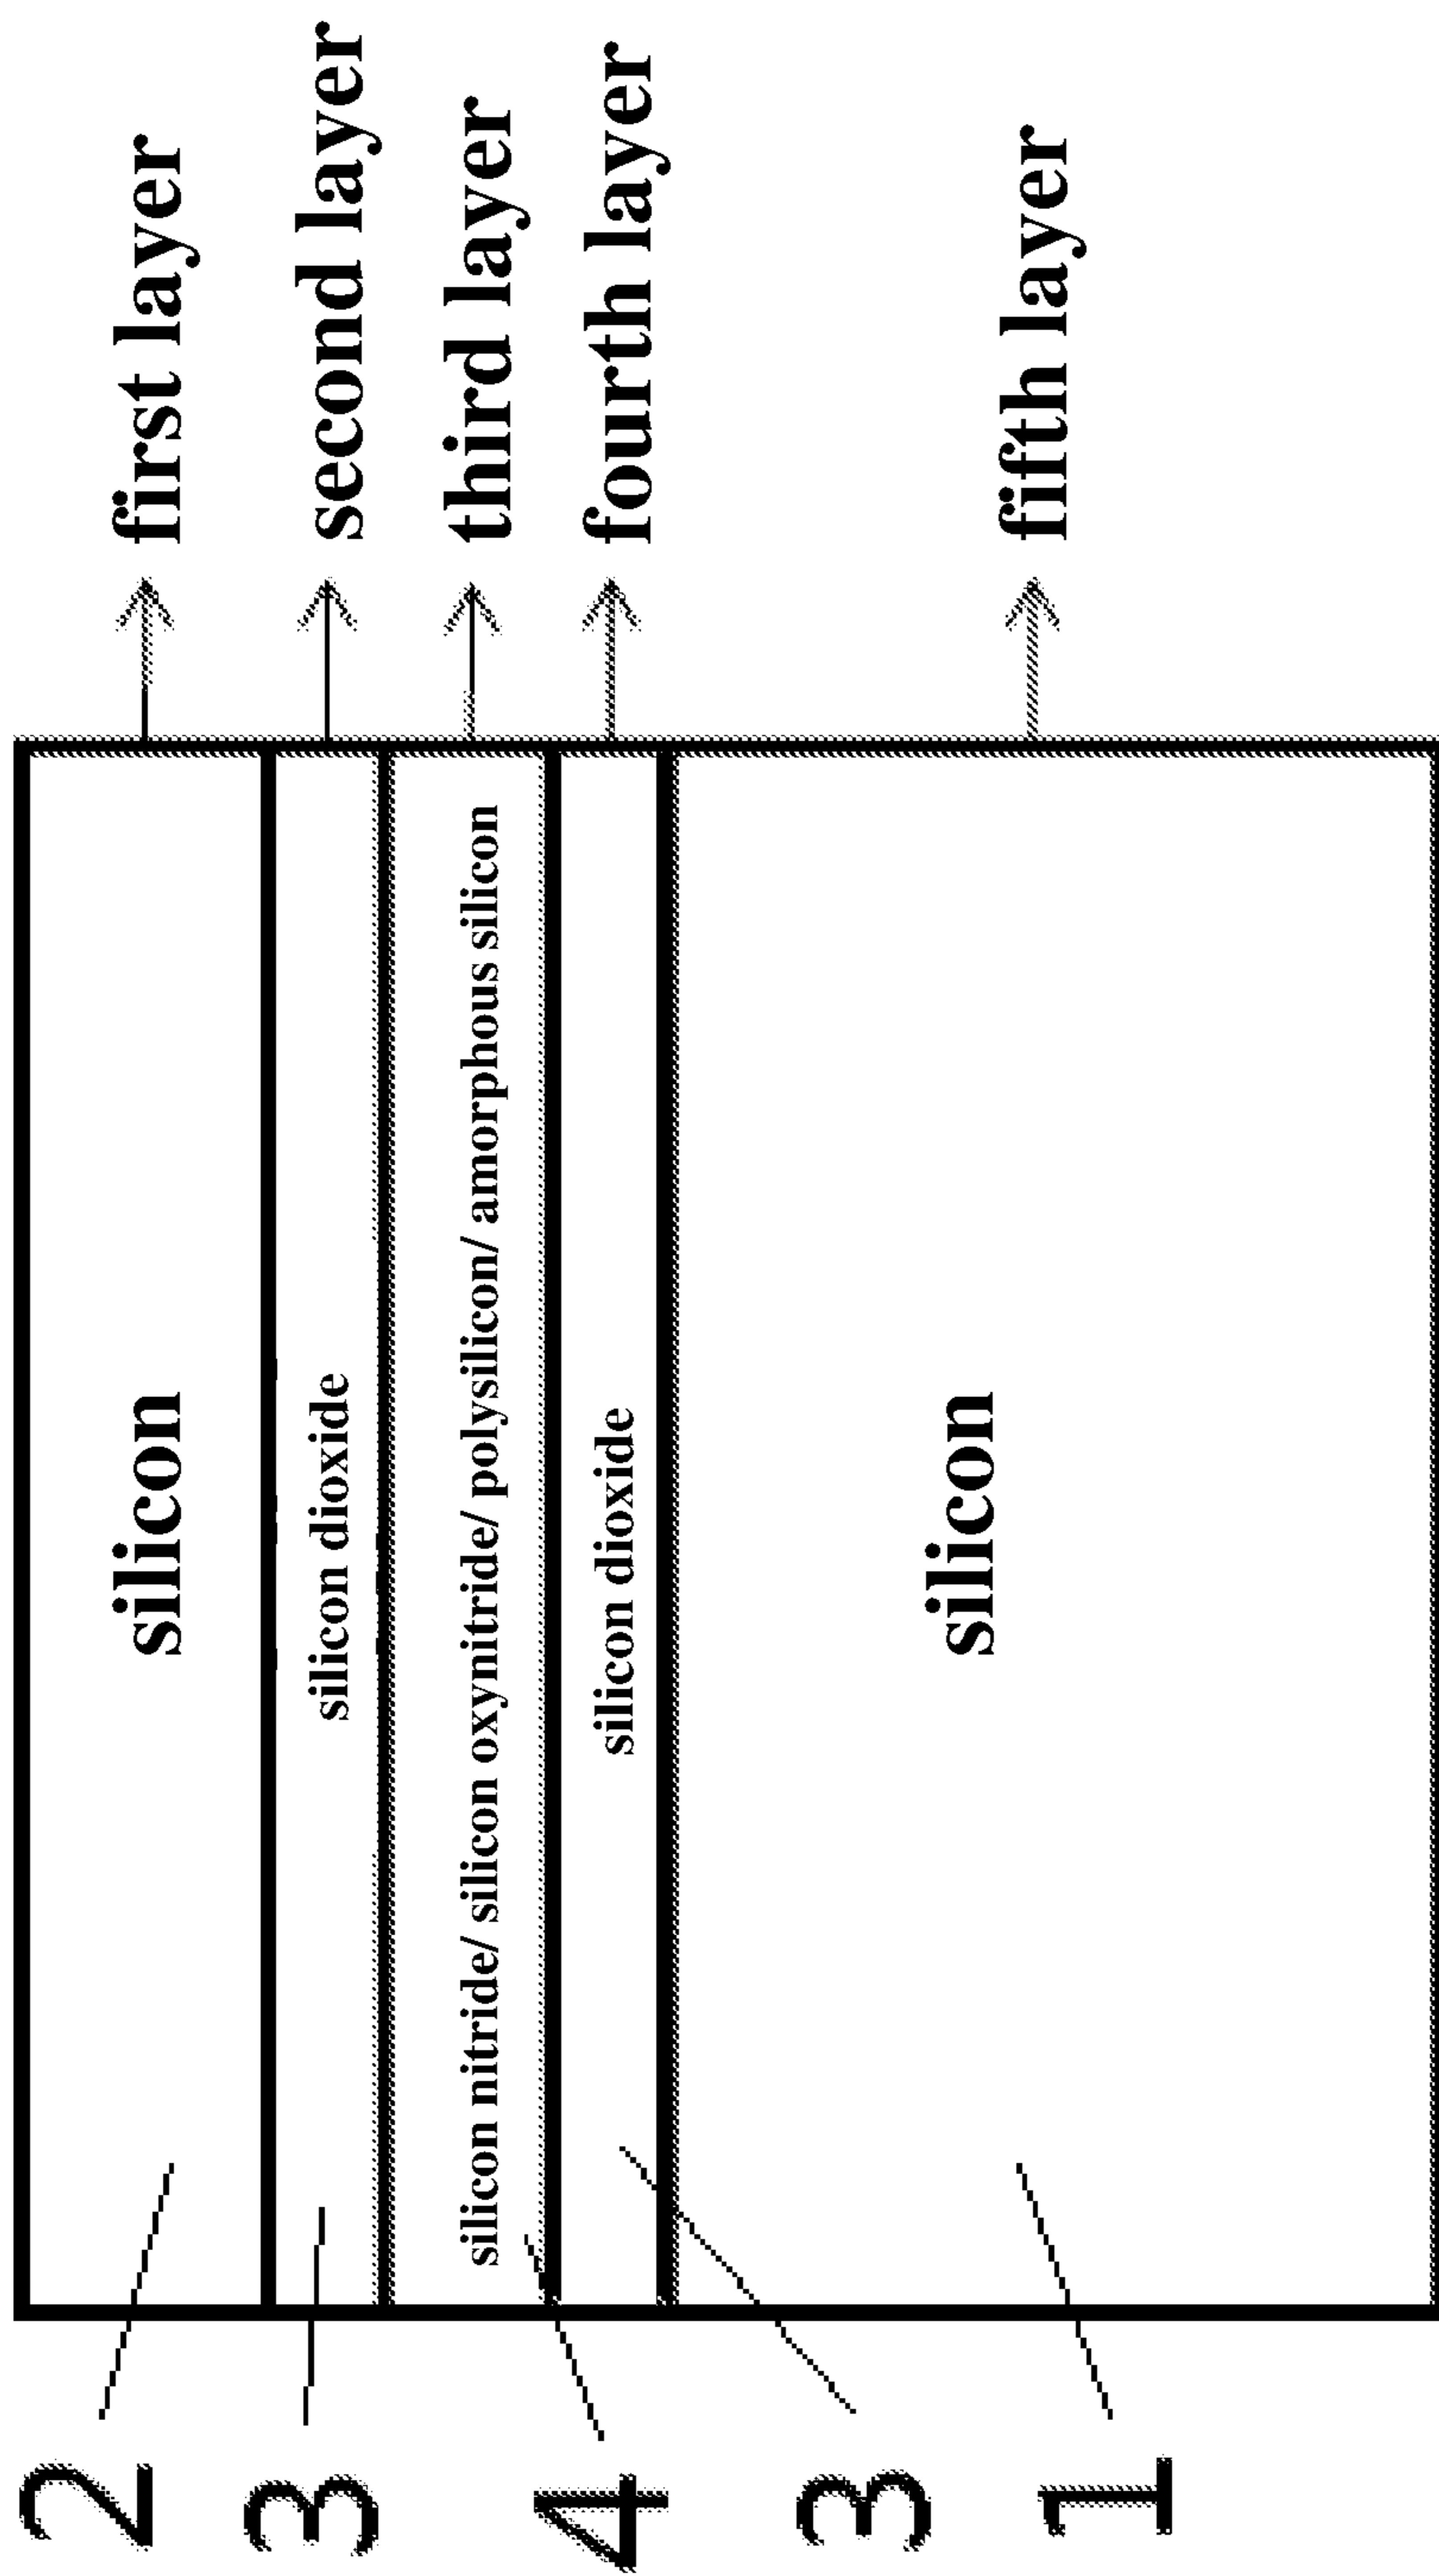 2
silicon
first layer
3
silicon dioxide
second layer
4
silicon nitride/ silicon oxynitride/ polysilicon/ amorphous silicon
third layer
3
silicon dioxide
fourth layer
1
silicon
fifth layer